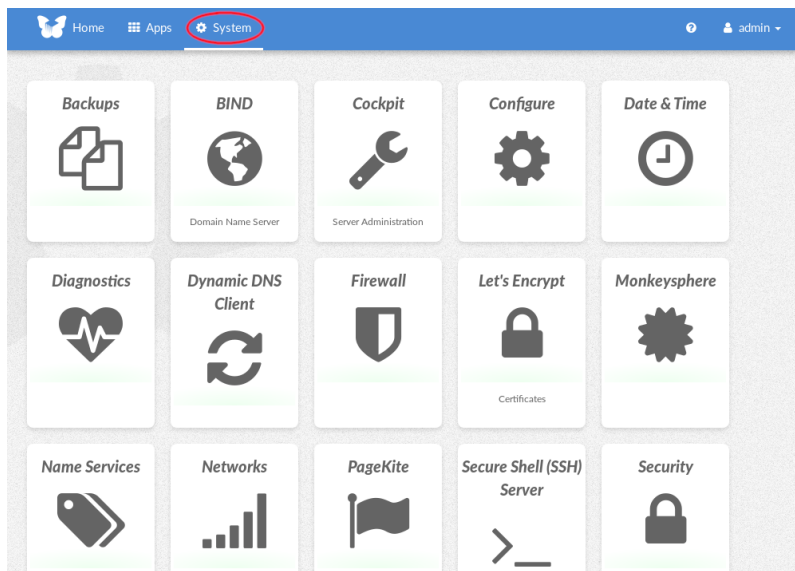 Home Apps System admin
Backups BIND Cockpit Configure Date & Time
Domain Name Server Server Administration
Diagnostics Dynamic DNS Firewall Let's Encrypt Monkeysphere
Client
Certificates
Name Services Networks PageKite Secure Shell (SSH) Security
Server